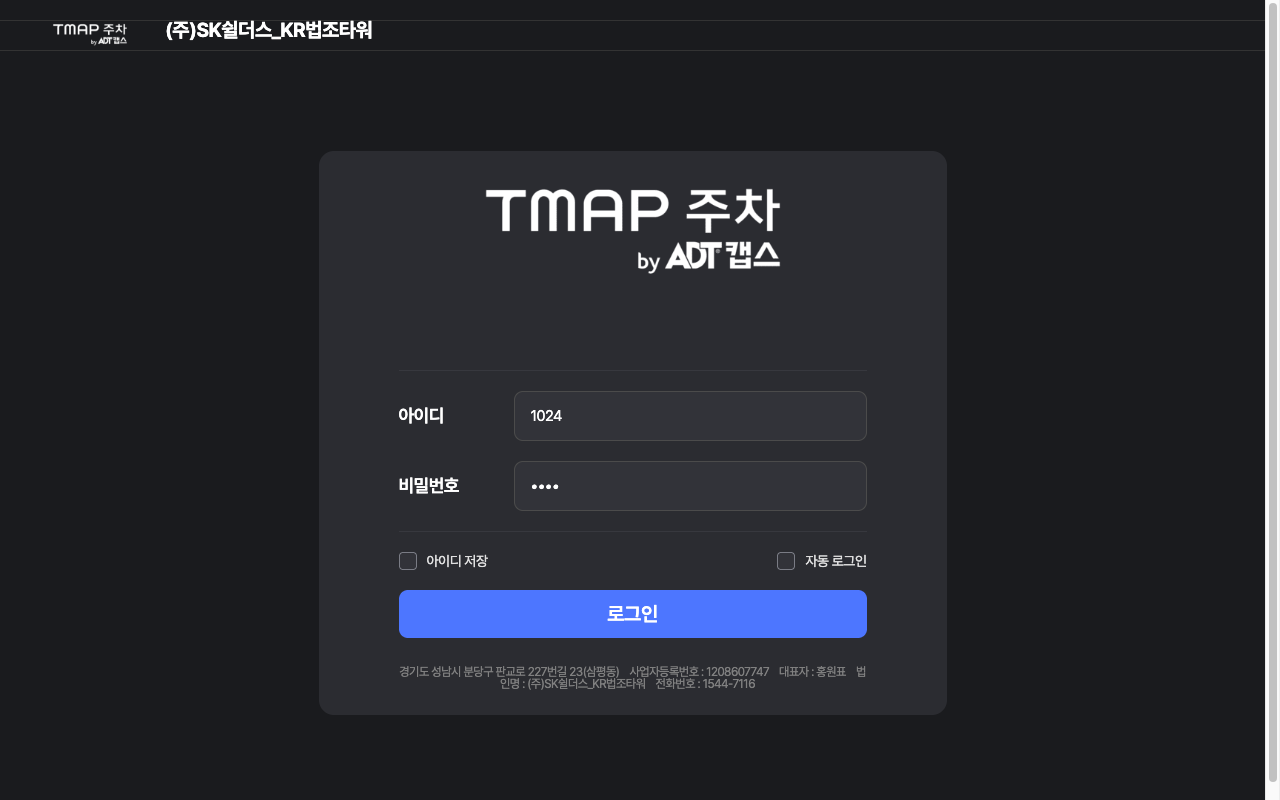 TMAP 주차
by ADT캡스
(주)SK쉴더스_KR법조타워
TMAP 주차
by ADT캡스
아이디
1024
비밀번호
••••
아이디 저장
자동 로그인
로그인
경기도 성남시 분당구 판교로 227번길 23(삼평동) 사업자등록번호 : 1208607747 대표자 : 홍원표 법
인명 : (주)SK쉴더스_KR법조타워 전화번호 : 1544-7116